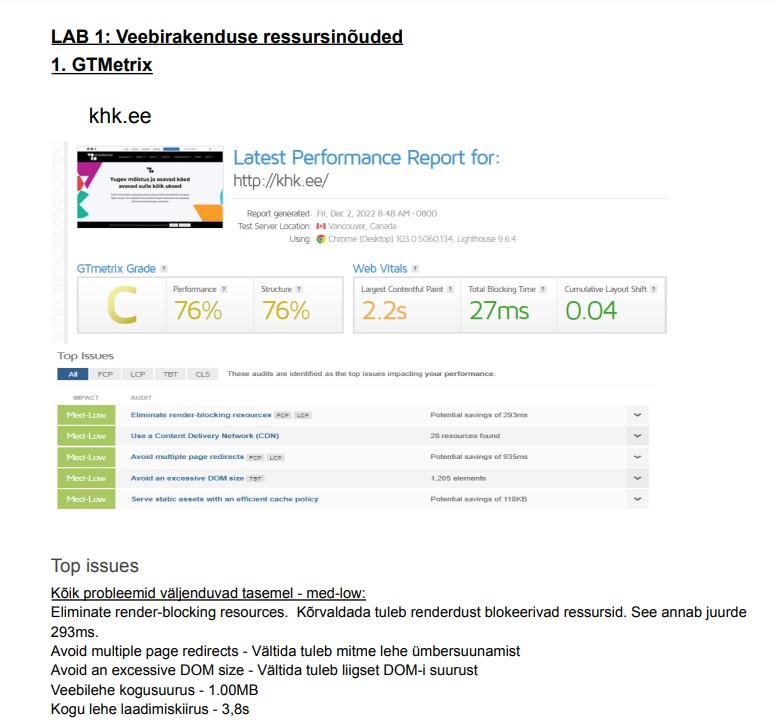 LAB 1: Veebirakenduse ressursinõuded
1. GTMetrix
khk.ee
Tugev mõistus ja osavad käed
avavad sulle kõik uksed
Latest Performance Report for:
http://khk.ee/
Report generated: Fri, Dec 2, 2022 8:48 AM -0800
Test Server Location: Vancouver, Canada
Using: Chrome (Desktop) 103.0.5060.134, Lighthouse 9.6.4
GTmetrix Grade ?
Web Vitals ?
C
Performance ?
76%
Structure ?
76%
Largest Contentful Paint ?
2.2s
Total Blocking Time ?
27ms
Cumulative Layout Shift ?
0.04
Top Issues
All FCP LCP TBT CLS These audits are identified as the top issues impacting your performance.
IMPACT AUDIT
Med-Low Eliminate render-blocking resources FCP LCP Potential savings of 293ms
Med-Low Use a Content Delivery Network (CDN) 28 resources found
Med-Low Avoid multiple page redirects FCP LCP Potential savings of 935ms
Med-Low Avoid an excessive DOM size TBT 1,205 elements
Med-Low Serve static assets with an efficient cache policy Potential savings of 118KB
Top issues
Kõik probleemid väljenduvad tasemel - med-low:
Eliminate render-blocking resources. Kõrvaldada tuleb renderdust blokeerivad ressursid. See annab juurde
293ms.
Avoid multiple page redirects - Vältida tuleb mitme lehe ümbersuunamist
Avoid an excessive DOM size - Vältida tuleb liigset DOM-i suurust
Veebilehe kogusuurus - 1.00MB
Kogu lehe laadimiskiirus - 3,8s